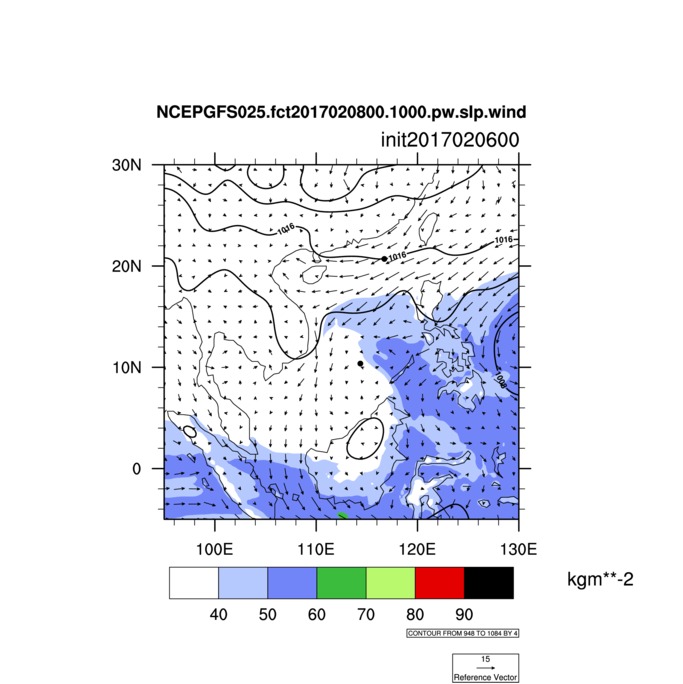 NCEPGFS025.fct2017020800.1000.pw.slp.wind
init2017020600
30N
20N
10N
0
1016
1016
1016
1008
100E
110E
120E
130E
kgm**-2
40
50
60
70
80
90
CONTOUR FROM 948 TO 1084 BY 4
15
Reference Vector